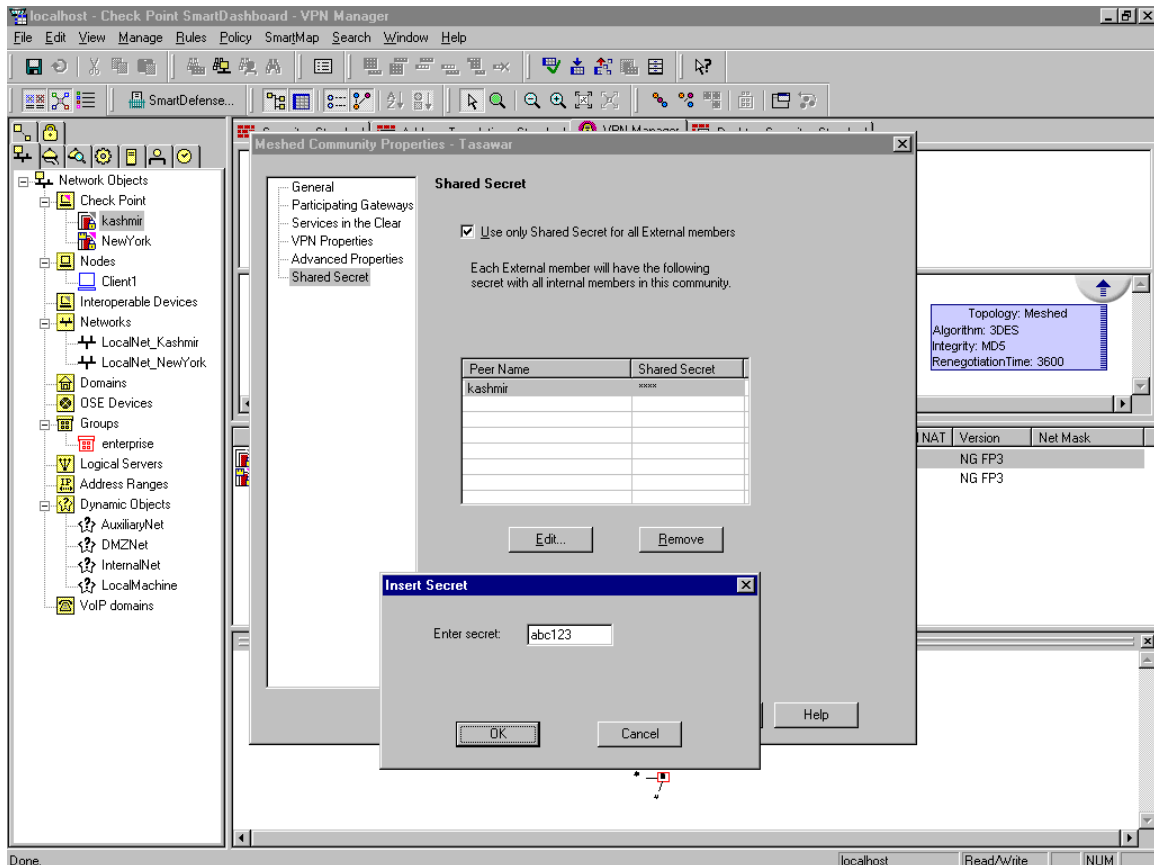 localhost - Check Point SmartDashboard - VPN Manager
File Edit View Manage Rules Policy SmartMap Search Window Help
SmartDefense...
VPN Manager
Network Objects
Check Point
kashmir
NewYork
Nodes
Client1
Interoperable Devices
Networks
LocalNet_Kashmir
LocalNet_NewYork
Domains
OSE Devices
Groups
enterprise
Logical Servers
Address Ranges
Dynamic Objects
AuxiliaryNet
DMZNet
InternalNet
LocalMachine
VoIP domains
Meshed Community Properties - Tasawar
General
Participating Gateways
Services in the Clear
VPN Properties
Advanced Properties
Shared Secret
Shared Secret
Use only Shared Secret for all External members
Each External member will have the following
secret with all internal members in this community.
Peer Name Shared Secret
kashmir ****
Edit... Remove
Help
Insert Secret
Enter secret: abc123
OK Cancel
Topology: Meshed
Algorithm: 3DES
Integrity: MD5
RenegotiationTime: 3600
NAT Version Net Mask
NG FP3
NG FP3
Done. localhost Read/Write NUM